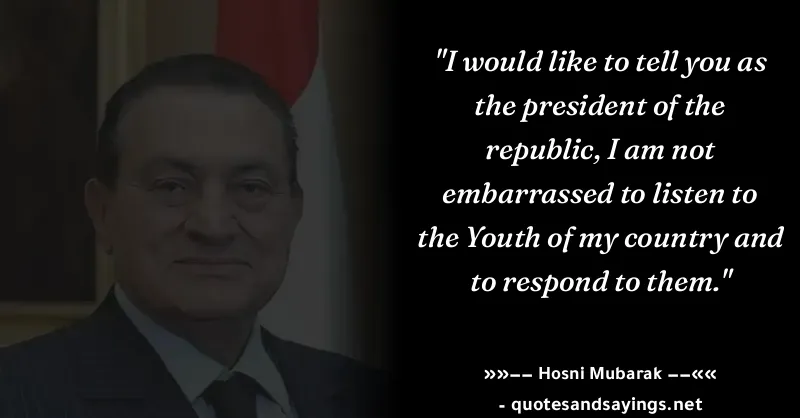 "I would like to tell you as
the president of the
republic, I am not
embarrassed to listen to
the Youth of my country and
to respond to them."
»»–– Hosni Mubarak ––««
- quotesandsayings.net